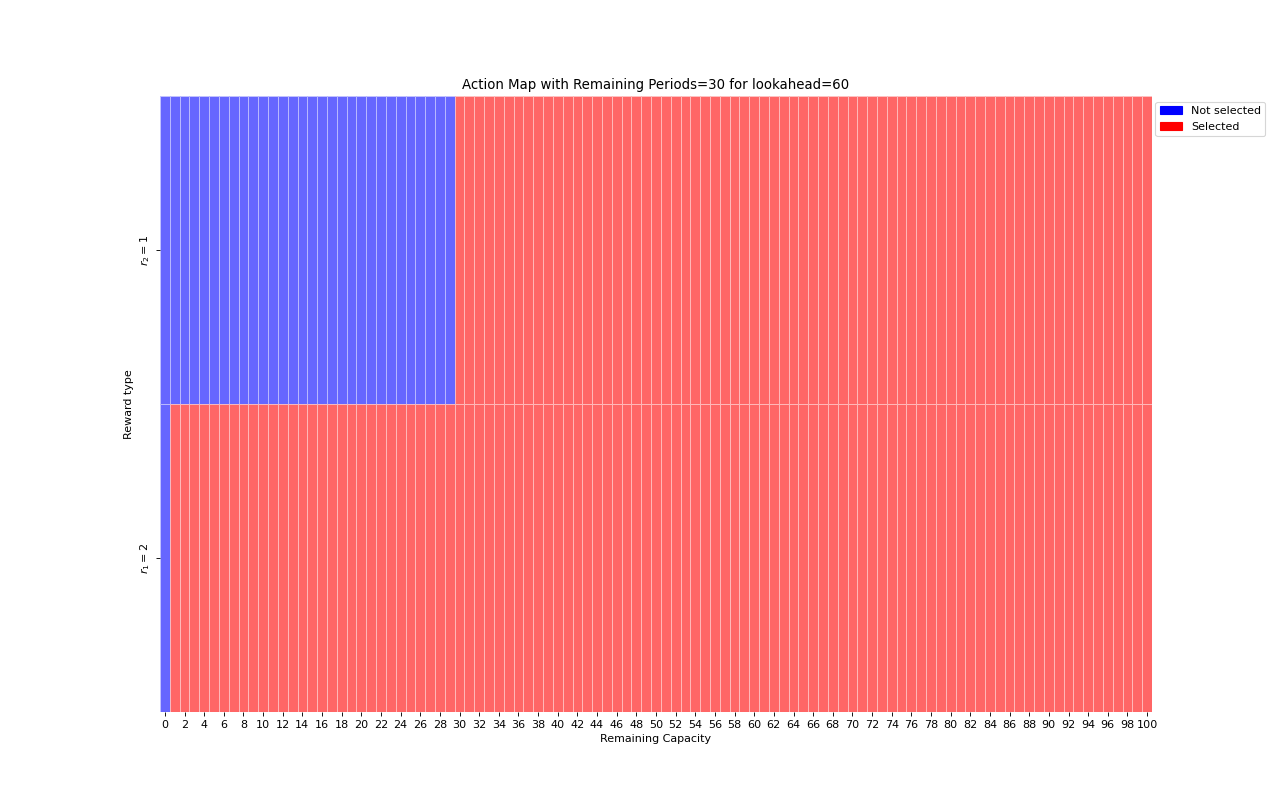 Action Map with Remaining Periods=30 for lookahead=60
Not selected
Selected
r₂ = 1
Reward type
r₁ = 2
0 2 4 6 8 10 12 14 16 18 20 22 24 26 28 30 32 34 36 38 40 42 44 46 48 50 52 54 56 58 60 62 64 66 68 70 72 74 76 78 80 82 84 86 88 90 92 94 96 98 100
Remaining Capacity